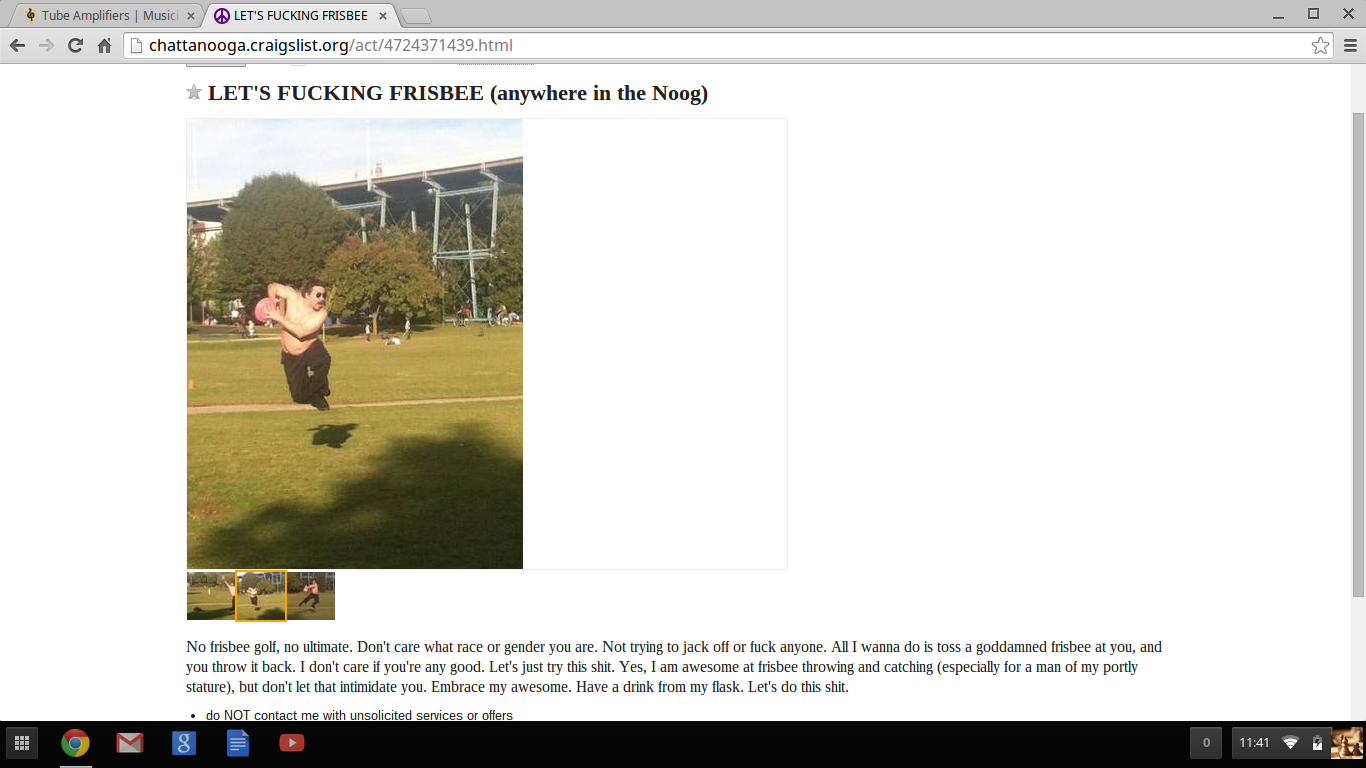 Tube Amplifiers | Musici
LET'S FUCKING FRISBEE
chattanooga.craigslist.org/act/4724371439.html
LET'S FUCKING FRISBEE (anywhere in the Noog)
No frisbee golf, no ultimate. Don't care what race or gender you are. Not trying to jack off or fuck anyone. All I wanna do is toss a goddamned frisbee at you, and
you throw it back. I don't care if you're any good. Let's just try this shit. Yes, I am awesome at frisbee throwing and catching (especially for a man of my portly
stature), but don't let that intimidate you. Embrace my awesome. Have a drink from my flask. Let's do this shit.
do NOT contact me with unsolicited services or offers
8
0
11:41